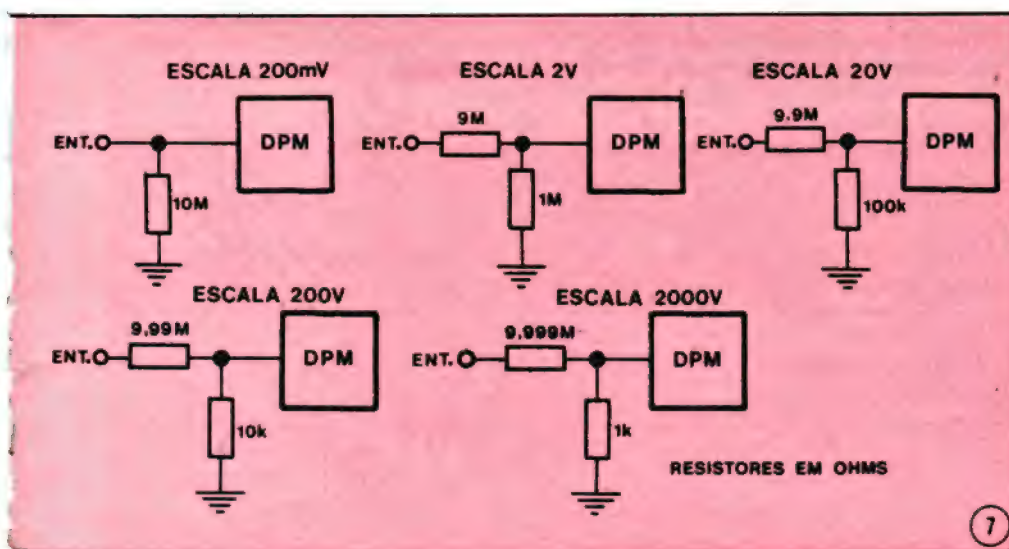 ESCALA 200mV
ENT.
DPM
10M
ESCALA 2V
9M
ENT.
DPM
1M
ESCALA 20V
9.9M
ENT.
DPM
100k
ESCALA 200V
9.99M
ENT.
DPM
10k
ESCALA 2000V
9,999M
ENT.
DPM
1k
RESISTORES EM OHMS
7